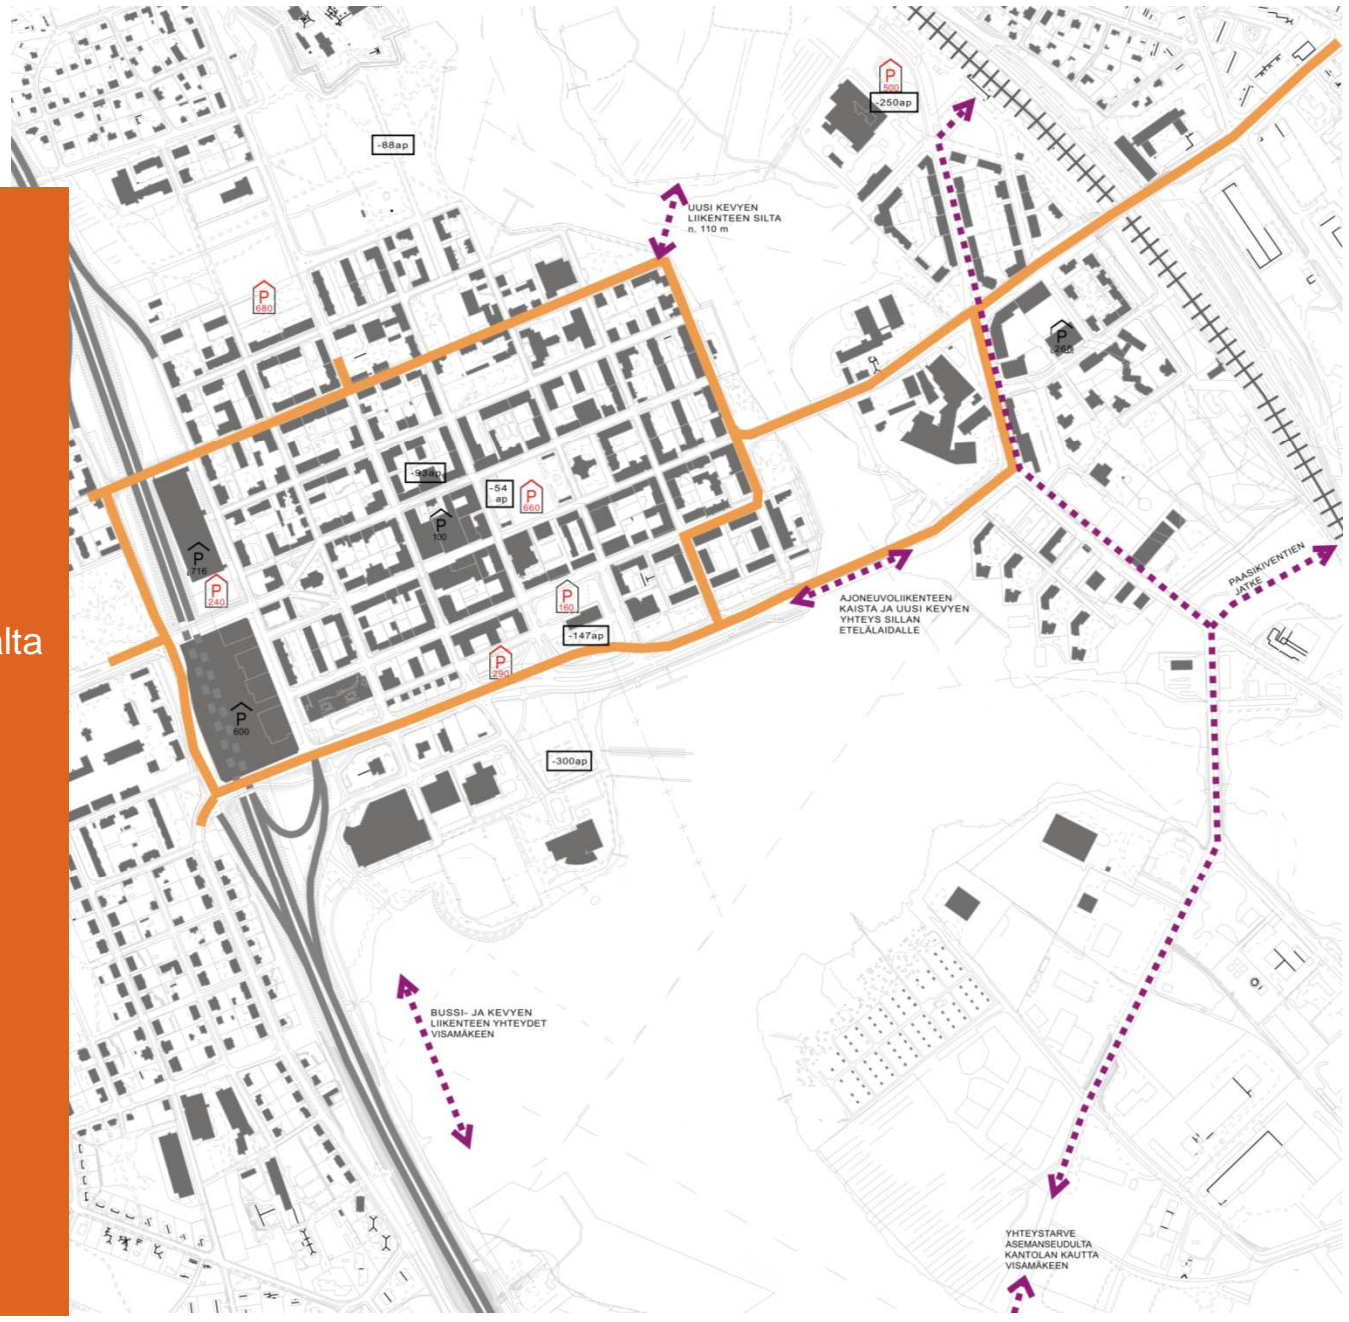 P
500
-250ap
-88ap
UUSI KEVYEN
LIIKENTEEN SILTA
n. 110 m
P
680
P
265
-93ap
-54
ap
P
660
P
100
P
716
P
240
PAASIKIVENTIEN
JATKE
AJONEUVOLIIKENTEEN
KAISTA JA UUSI KEVYEN
YHTEYS SILLAN
ETELÄLAIDALLE
P
160
-147ap
alta
P
290
P
600
-300ap
BUSSI- JA KEVYEN
LIIKENTEEN YHTEYDET
VISAMÄKEEN
YHTEYSTARVE
ASEMANSEUDULTA
KANTOLAN KAUTTA
VISAMÄKEEN